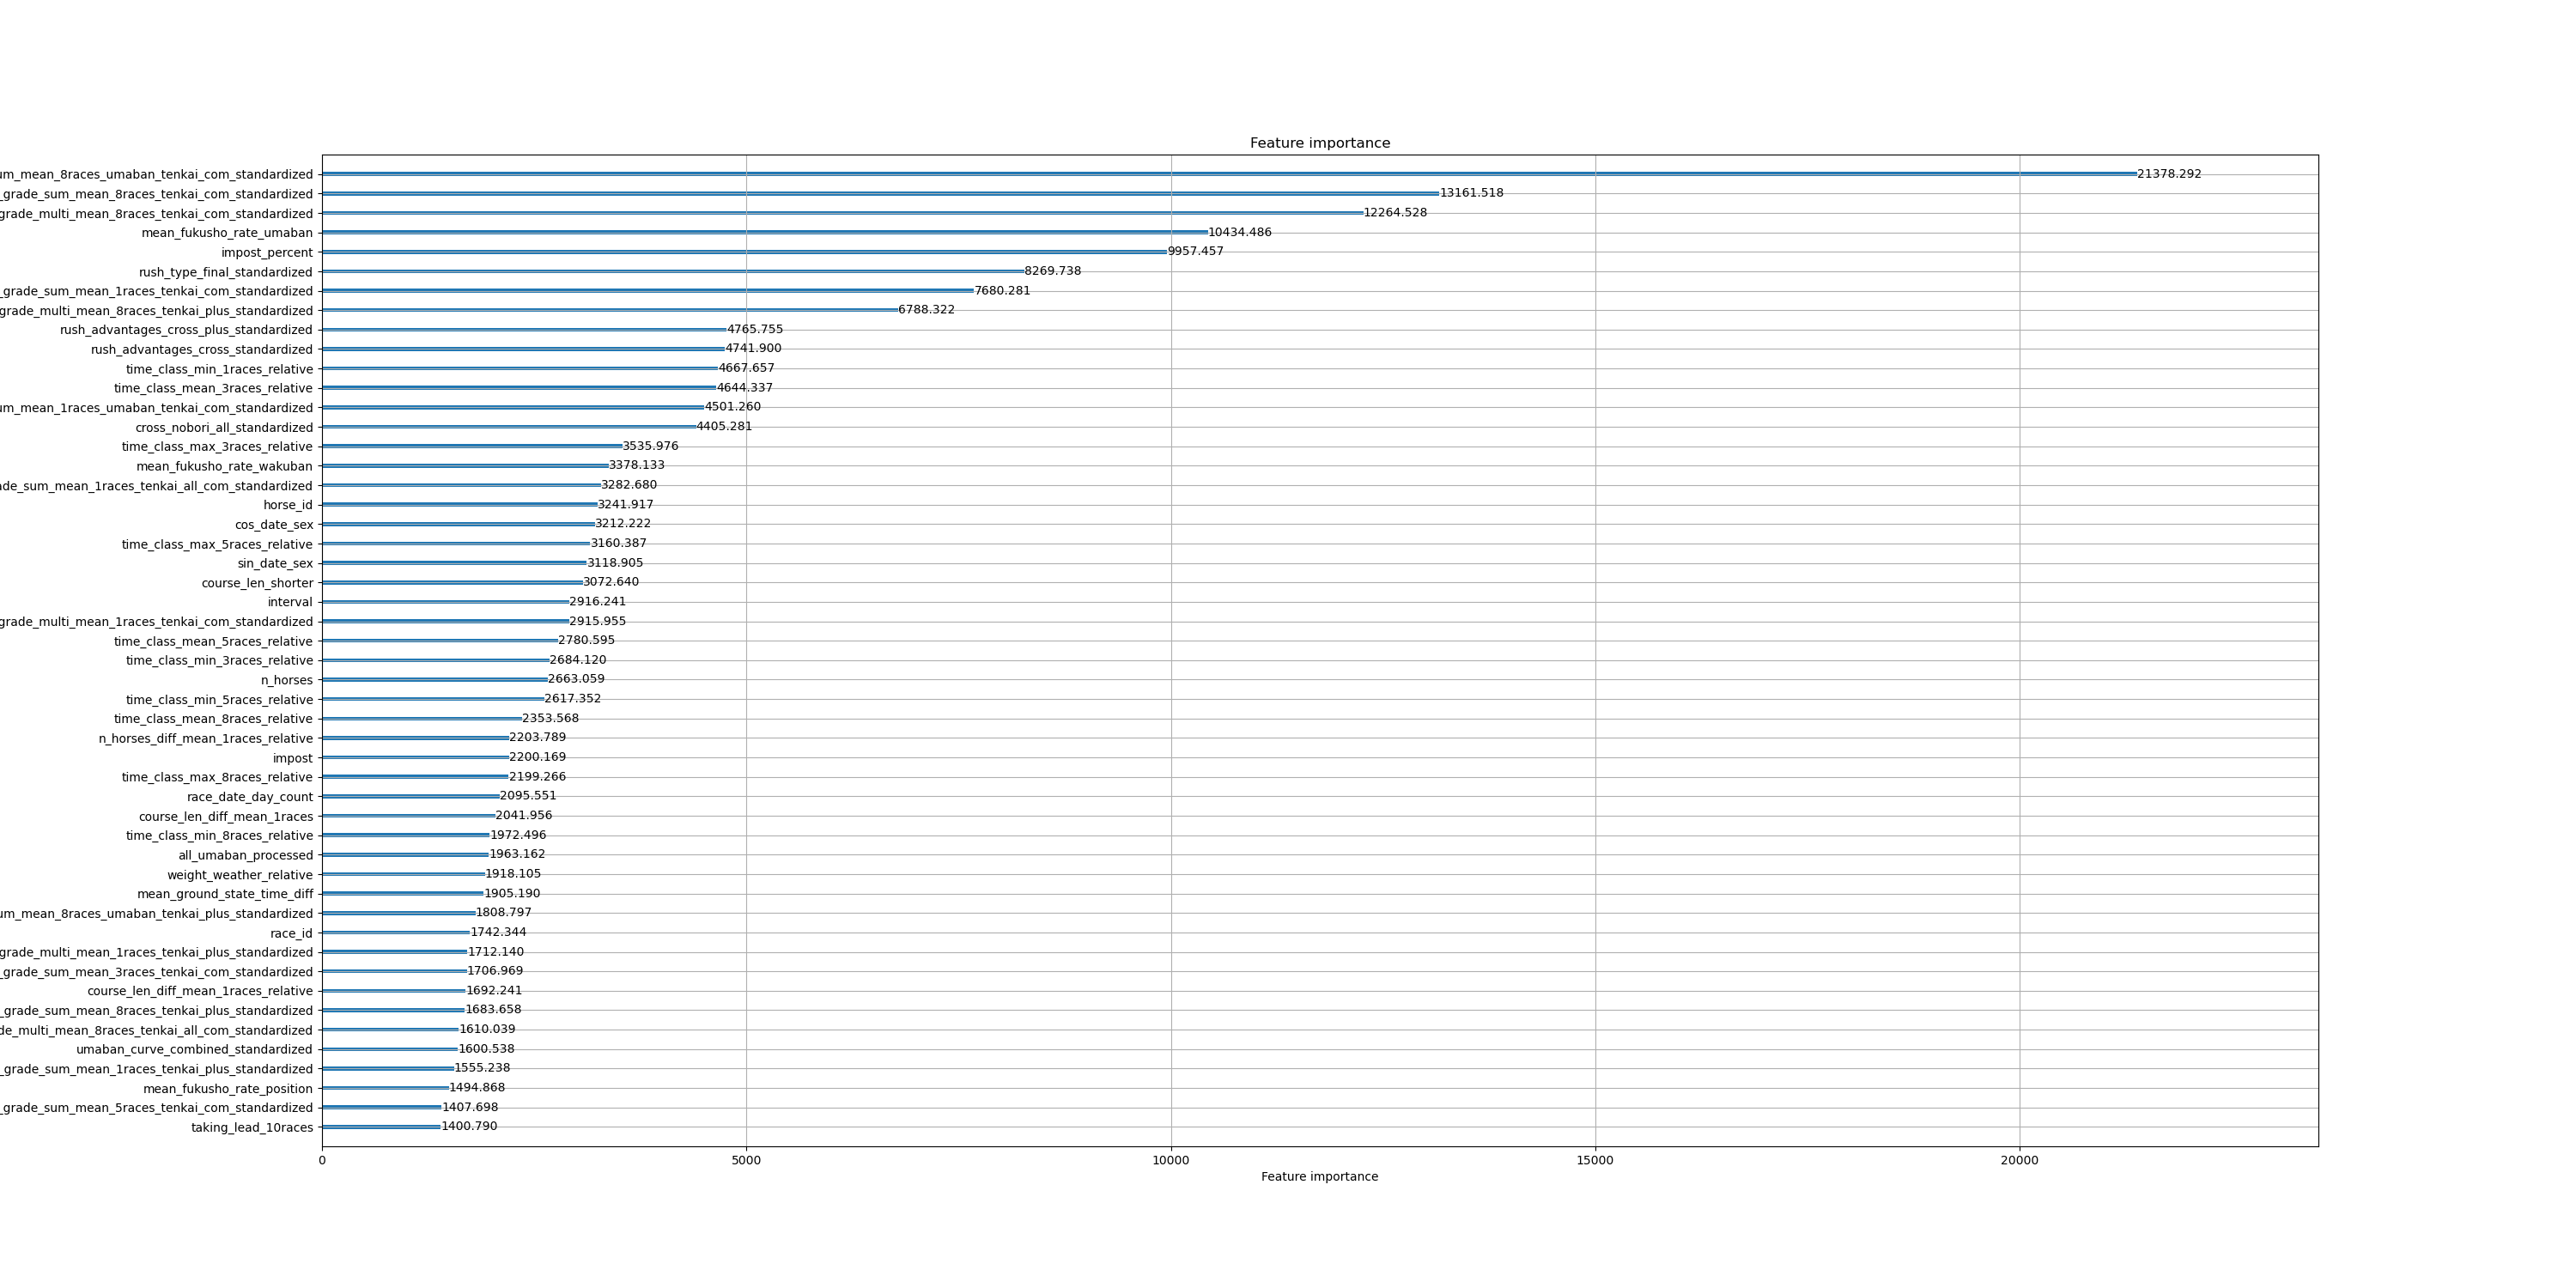 Feature importance
um_mean_8races_umaban_tenkai_com_standardized 21378.292
_grade_sum_mean_8races_tenkai_com_standardized 13161.518
grade_multi_mean_8races_tenkai_com_standardized 12264.528
mean_fukusho_rate_umaban 10434.486
impost_percent 9957.457
rush_type_final_standardized 8269.738
_grade_sum_mean_1races_tenkai_com_standardized 7680.281
grade_multi_mean_8races_tenkai_plus_standardized 6788.322
rush_advantages_cross_plus_standardized 4765.755
rush_advantages_cross_standardized 4741.900
time_class_min_1races_relative 4667.657
time_class_mean_3races_relative 4644.337
um_mean_1races_umaban_tenkai_com_standardized 4501.260
cross_nobori_all_standardized 4405.281
time_class_max_3races_relative 3535.976
mean_fukusho_rate_wakuban 3378.133
ade_sum_mean_1races_tenkai_all_com_standardized 3282.680
horse_id 3241.917
cos_date_sex 3212.222
time_class_max_5races_relative 3160.387
sin_date_sex 3118.905
course_len_shorter 3072.640
interval 2916.241
grade_multi_mean_1races_tenkai_com_standardized 2915.955
time_class_mean_5races_relative 2780.595
time_class_min_3races_relative 2684.120
n_horses 2663.059
time_class_min_5races_relative 2617.352
time_class_mean_8races_relative 2353.568
n_horses_diff_mean_1races_relative 2203.789
impost 2200.169
time_class_max_8races_relative 2199.266
race_date_day_count 2095.551
course_len_diff_mean_1races 2041.956
time_class_min_8races_relative 1972.496
all_umaban_processed 1963.162
weight_weather_relative 1918.105
mean_ground_state_time_diff 1905.190
um_mean_8races_umaban_tenkai_plus_standardized 1808.797
race_id 1742.344
grade_multi_mean_1races_tenkai_plus_standardized 1712.140
_grade_sum_mean_3races_tenkai_com_standardized 1706.969
course_len_diff_mean_1races_relative 1692.241
_grade_sum_mean_8races_tenkai_plus_standardized 1683.658
de_multi_mean_8races_tenkai_all_com_standardized 1610.039
umaban_curve_combined_standardized 1600.538
_grade_sum_mean_1races_tenkai_plus_standardized 1555.238
mean_fukusho_rate_position 1494.868
_grade_sum_mean_5races_tenkai_com_standardized 1407.698
taking_lead_10races 1400.790
0 5000 10000 15000 20000
Feature importance